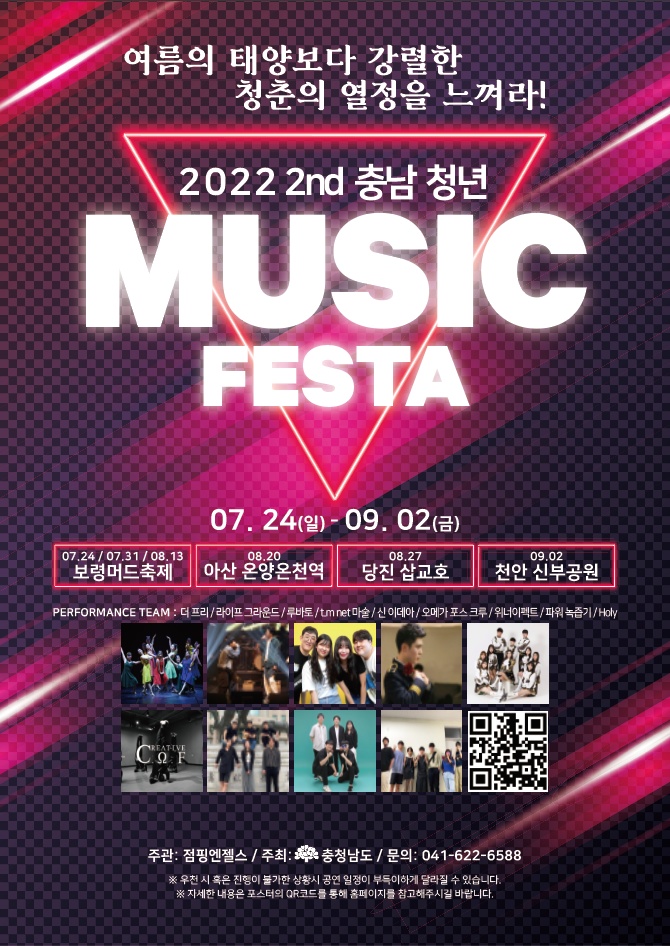 여름의 태양보다 강렬한
청춘의 열정을 느껴라!
2022 2nd 충남 청년
MUSIC
FESTA
07. 24(일) - 09. 02(금)
07.24 / 07.31 / 08.13
보령머드축제
08.20
아산 온양온천역
08.27
당진 삽교호
09.02
천안 신부공원
PERFORMANCE TEAM : 더 프리 / 라이프 그라운드 / 루바토 / t.m net 마술 / 신 이데아 / 오메가 포스 크루 / 위너이펙트 / 파워 녹즙기 / Holy
CREAT-LVE
C Ω F
주관: 점핑엔젤스 / 주최: 충청남도 / 문의: 041-622-6588
※ 우천 시 혹은 진행이 불가한 상황시 공연 일정이 부득이하게 달라질 수 있습니다.
※ 자세한 내용은 포스터의 QR코드를 통해 홈페이지를 참고해주시길 바랍니다.